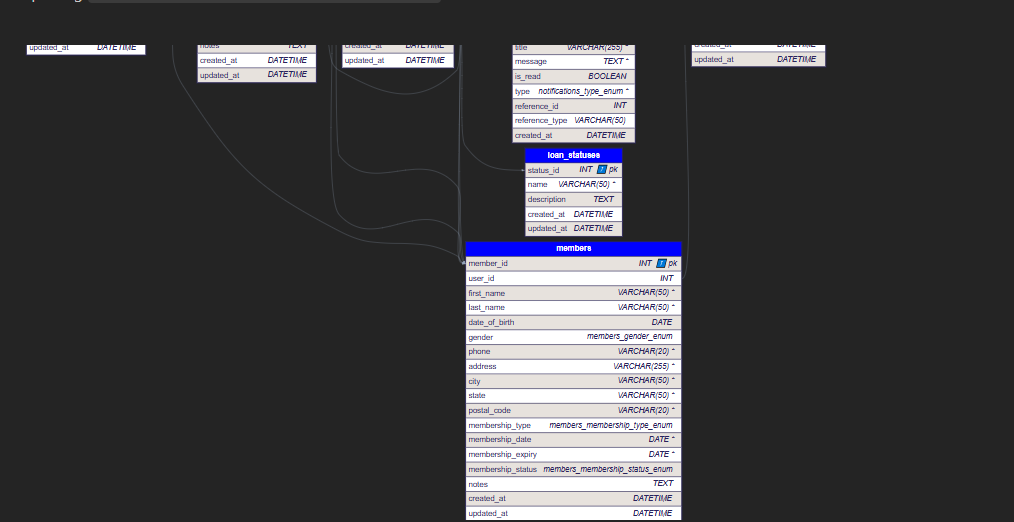 updated_at DATETIME
notes TEXT
created_at DATETIME
updated_at DATETIME
created_at DATETIME
updated_at DATETIME
title VARCHAR(255) *
message TEXT *
is_read BOOLEAN
type notifications_type_enum *
reference_id INT
reference_type VARCHAR(50)
created_at DATETIME
created_at DATETIME
updated_at DATETIME
loan_statuses
status_id INT pk
name VARCHAR(50) *
description TEXT
created_at DATETIME
updated_at DATETIME
members
member_id INT pk
user_id INT
first_name VARCHAR(50) *
last_name VARCHAR(50) *
date_of_birth DATE
gender members_gender_enum
phone VARCHAR(20) *
address VARCHAR(255) *
city VARCHAR(50) *
state VARCHAR(50) *
postal_code VARCHAR(20) *
membership_type members_membership_type_enum
membership_date DATE *
membership_expiry DATE *
membership_status members_membership_status_enum
notes TEXT
created_at DATETIME
updated_at DATETIME